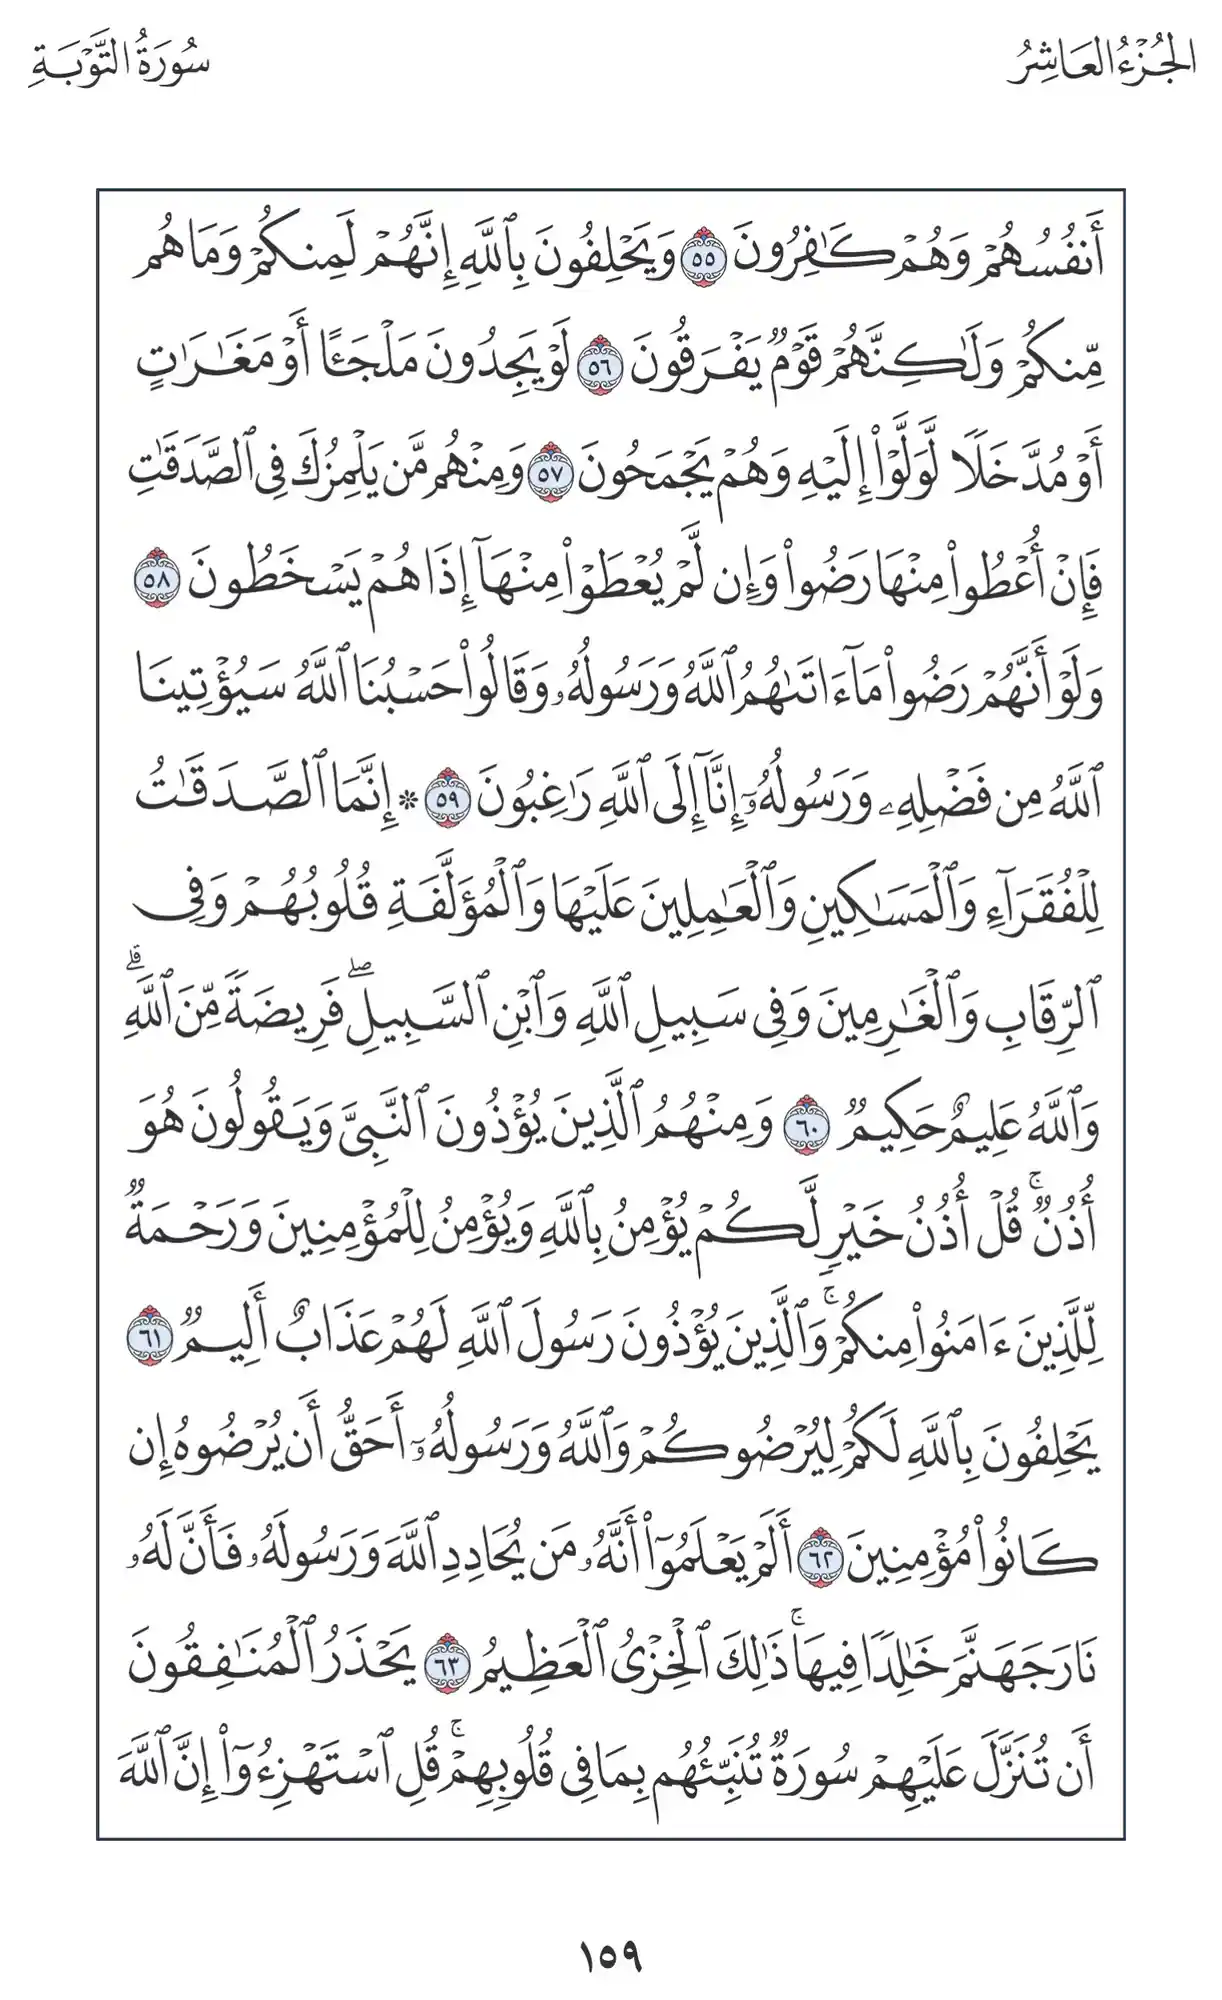 الجُزْءُ العَاشِرُ
سُورَةُ التَّوْبَةِ
أَنفُسُهُمْ وَهُمْ كَٰفِرُونَ ٥٥ وَيَحْلِفُونَ بِٱللَّهِ إِنَّهُمْ لَمِنكُمْ وَمَا هُم
مِّنكُمْ وَلَٰكِنَّهُمْ قَوْمٌ يَفْرَقُونَ ٥٦ لَوْ يَجِدُونَ مَلْجَـًٔا أَوْ مَغَٰرَٰتٍ
أَوْ مُدَّخَلًا لَّوَلَّوْا۟ إِلَيْهِ وَهُمْ يَجْمَحُونَ ٥٧ وَمِنْهُم مَّن يَلْمِزُكَ فِى ٱلصَّدَقَٰتِ
فَإِنْ أُعْطُوا۟ مِنْهَا رَضُوا۟ وَإِن لَّمْ يُعْطَوْا۟ مِنْهَآ إِذَا هُمْ يَسْخَطُونَ ٥٨
وَلَوْ أَنَّهُمْ رَضُوا۟ مَآ ءَاتَىٰهُمُ ٱللَّهُ وَرَسُولُهُۥ وَقَالُوا۟ حَسْبُنَا ٱللَّهُ سَيُؤْتِينَا
ٱللَّهُ مِن فَضْلِهِۦ وَرَسُولُهُۥٓ إِنَّآ إِلَى ٱللَّهِ رَٰغِبُونَ ٥٩ * إِنَّمَا ٱلصَّدَقَٰتُ
لِلْفُقَرَآءِ وَٱلْمَسَٰكِينِ وَٱلْعَٰمِلِينَ عَلَيْهَا وَٱلْمُؤَلَّفَةِ قُلُوبُهُمْ وَفِى
ٱلرِّقَابِ وَٱلْغَٰرِمِينَ وَفِى سَبِيلِ ٱللَّهِ وَٱبْنِ ٱلسَّبِيلِ ۖ فَرِيضَةً مِّنَ ٱللَّهِ ۗ
وَٱللَّهُ عَلِيمٌ حَكِيمٌ ٦٠ وَمِنْهُمُ ٱلَّذِينَ يُؤْذُونَ ٱلنَّبِىَّ وَيَقُولُونَ هُوَ
أُذُنٌ ۚ قُلْ أُذُنُ خَيْرٍ لَّكُمْ يُؤْمِنُ بِٱللَّهِ وَيُؤْمِنُ لِلْمُؤْمِنِينَ وَرَحْمَةٌ
لِّلَّذِينَ ءَامَنُوا۟ مِنكُمْ ۚ وَٱلَّذِينَ يُؤْذُونَ رَسُولَ ٱللَّهِ لَهُمْ عَذَابٌ أَلِيمٌ ٦١
يَحْلِفُونَ بِٱللَّهِ لَكُمْ لِيُرْضُوكُمْ وَٱللَّهُ وَرَسُولُهُۥٓ أَحَقُّ أَن يُرْضُوهُ إِن
كَانُوا۟ مُؤْمِنِينَ ٦٢ أَلَمْ يَعْلَمُوٓا۟ أَنَّهُۥ مَن يُحَادِدِ ٱللَّهَ وَرَسُولَهُۥ فَأَنَّ لَهُۥ
نَارَ جَهَنَّمَ خَٰلِدًا فِيهَا ۚ ذَٰلِكَ ٱلْخِزْىُ ٱلْعَظِيمُ ٦٣ يَحْذَرُ ٱلْمُنَٰفِقُونَ
أَن تُنَزَّلَ عَلَيْهِمْ سُورَةٌ تُنَبِّئُهُم بِمَا فِى قُلُوبِهِمْ ۚ قُلِ ٱسْتَهْزِءُوٓا۟ إِنَّ ٱللَّهَ
١٥٩